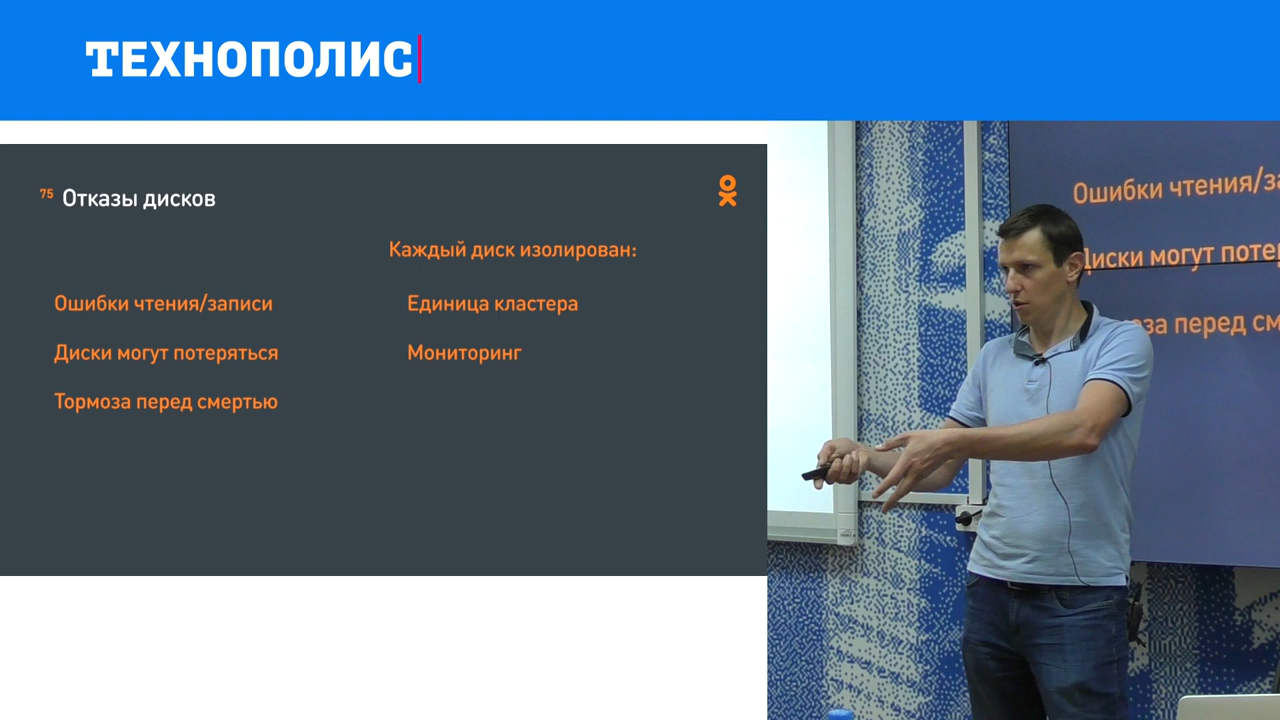 ТЕХНОПОЛИС
75 Отказы дисков
Каждый диск изолирован:
Ошибки чтения/записи
Единица кластера
Диски могут потеряться
Мониторинг
Тормоза перед смертью
Ошибки чтения/за
Диски могут потер
за перед см